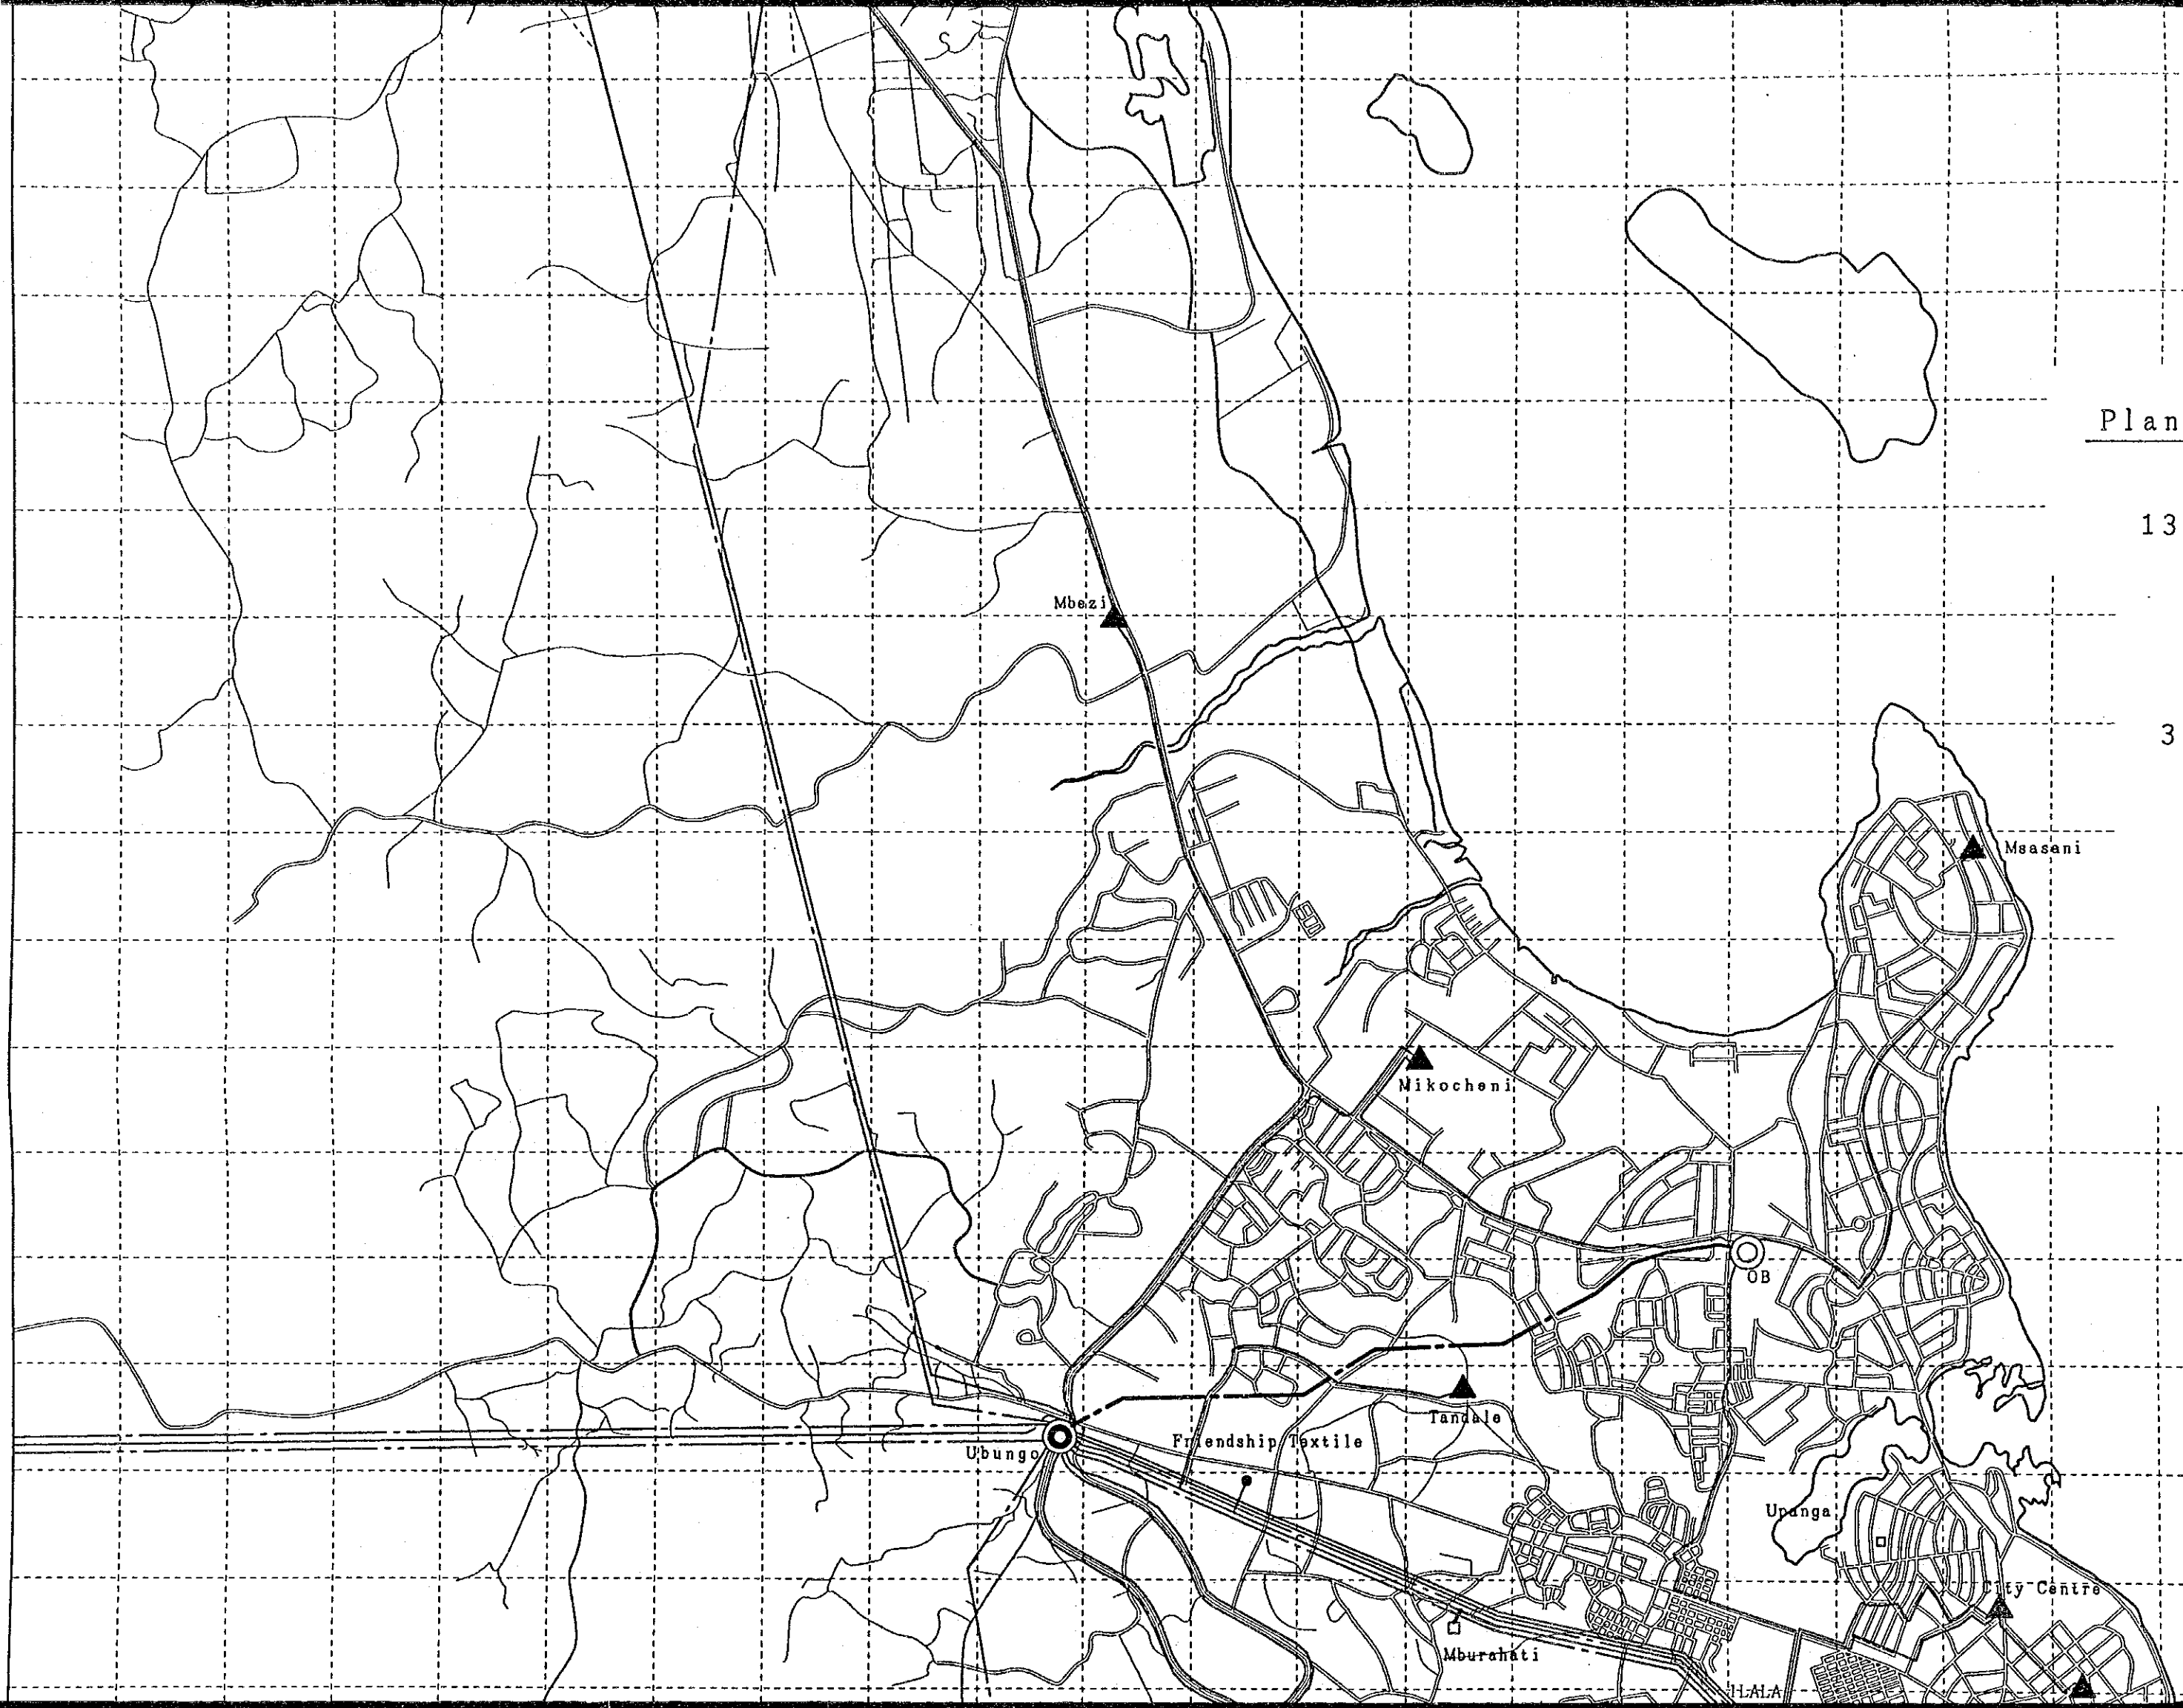 Plan
13
Mbezi
3
Msasani
Mikocheni
OB
Tandale
Friendship Textile
Ubungo
Upanga
City Centre
Mburahati
ILALA